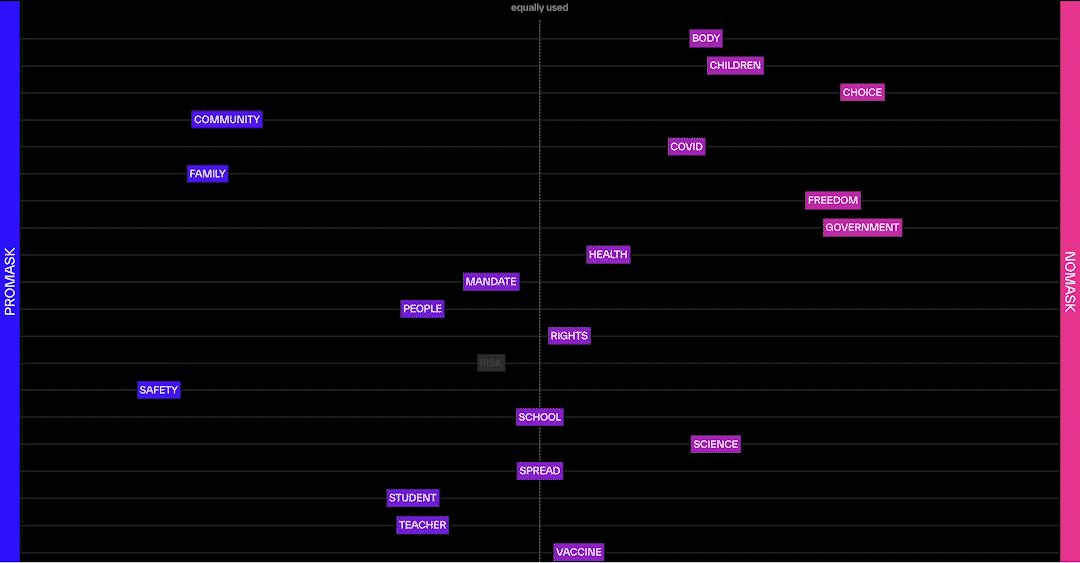 equally used
BODY
CHILDREN
CHOICE
COMMUNITY
COVID
FAMILY
FREEDOM
GOVERNMENT
HEALTH
PROMASK
NOMASK
MANDATE
PEOPLE
RIGHTS
RISK
SAFETY
SCHOOL
SCIENCE
SPREAD
STUDENT
TEACHER
VACCINE